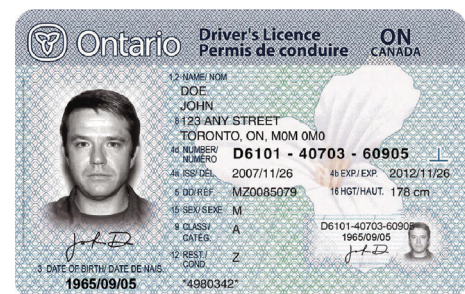 Ontario
Driver's Licence
Permis de conduire
ON
CANADA
1,2 NAME/ NOM
DOE
JOHN
8 123 ANY STREET
TORONTO, ON, M0M 0M0
4d NUMBER/
NUMÉRO D6101 - 40703 - 60905
4a ISS/ DÉL. 2007/11/26 4b EXP./ EXP. 2012/11/26
5 DD/RÉF. MZ0085079 16 HGT/HAUT. 178 cm
15 SEX/ SEXE M
9 CLASS/
CATÉG. A
12 REST./
COND. Z
*4980342*
D6101-40703-60905
1965/09/05
3 DATE OF BIRTH/ DATE DE NAIS.
1965/09/05